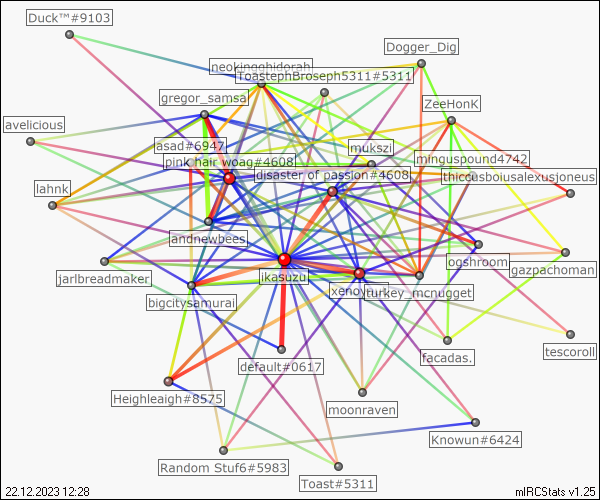 Duck™#9103
Dogger_Dig
neokingghidorah
ToastephBroseph5311#5311
gregor_samsa
ZeeHonK
avelicious
asad#6947
mukszi
pink hair woag#4608
minguspound4742
disaster of passion#4608
thicosboiusalexusjoneus
lahnk
andnewbees
ogshroom
gazpachoman
jarlbreadmaker
ikasuzu
xeno
turkey_mcnugget
bigcitysamurai
facadas.
tescoroll
default#0617
Heighleaigh#8575
moonraven
Knowun#6424
Random Stuf6#5983
Toast#5311
22.12.2023 12:28
mIRCStats v1.25